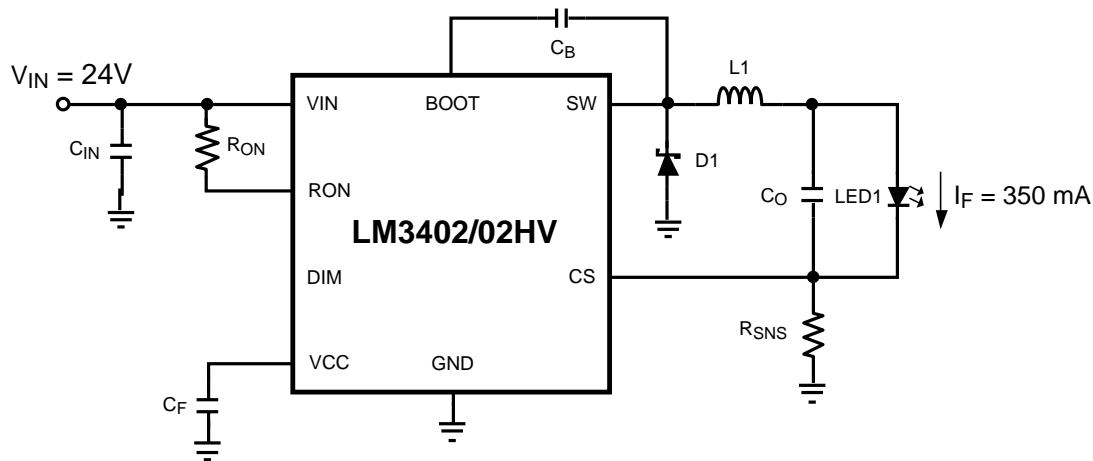 C_B
V_IN = 24V
L1
VIN
BOOT
SW
C_IN
R_ON
D1
RON
C_O
LED1
I_F = 350 mA
LM3402/02HV
DIM
CS
R_SNS
VCC
GND
C_F